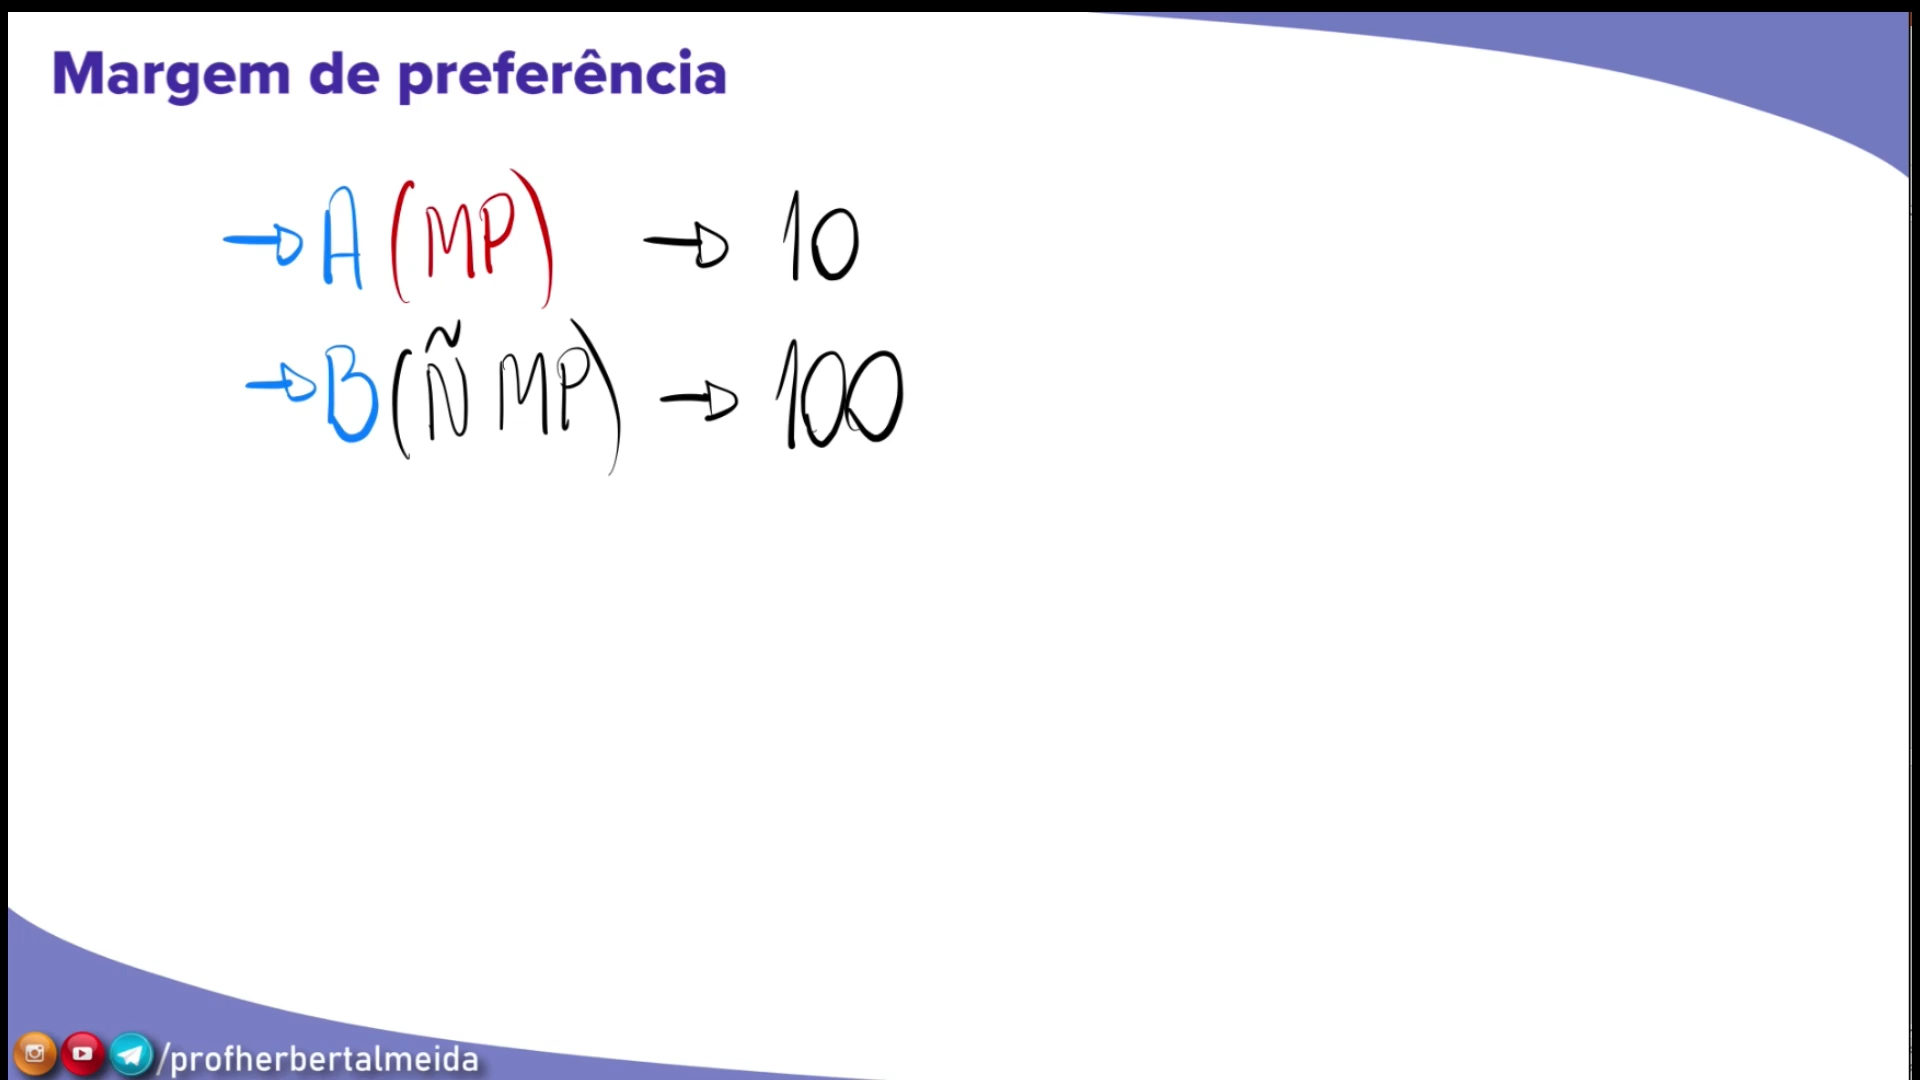 Margem de preferência
→ A (MP) → 10
→ B (Ñ MP) → 100
/profherbertalmeida